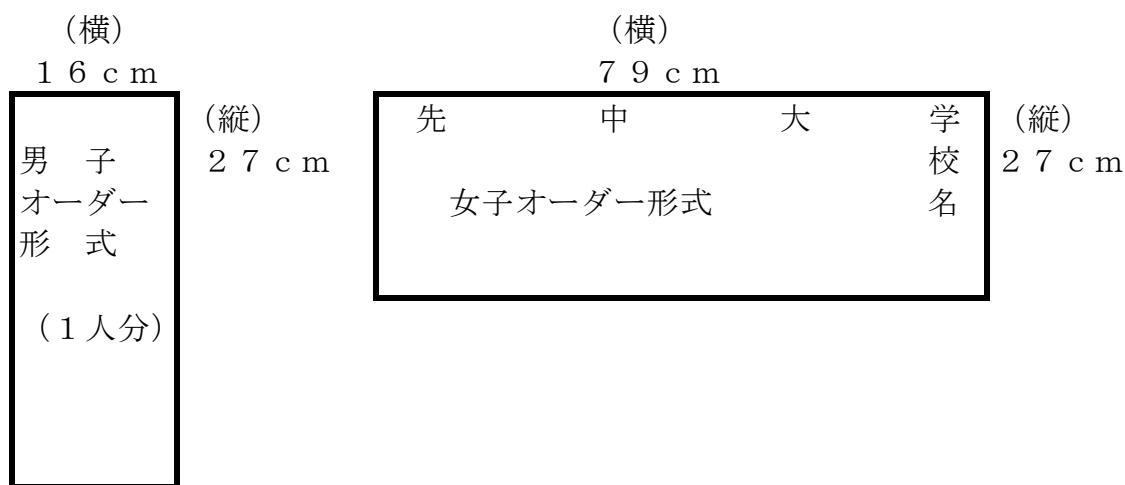 (横)
16cm
(縦)
27cm
男 子
オーダー
形 式
(1人分)
(横)
79cm
先 中 大 学校名
女子オーダー形式
(縦)
27cm